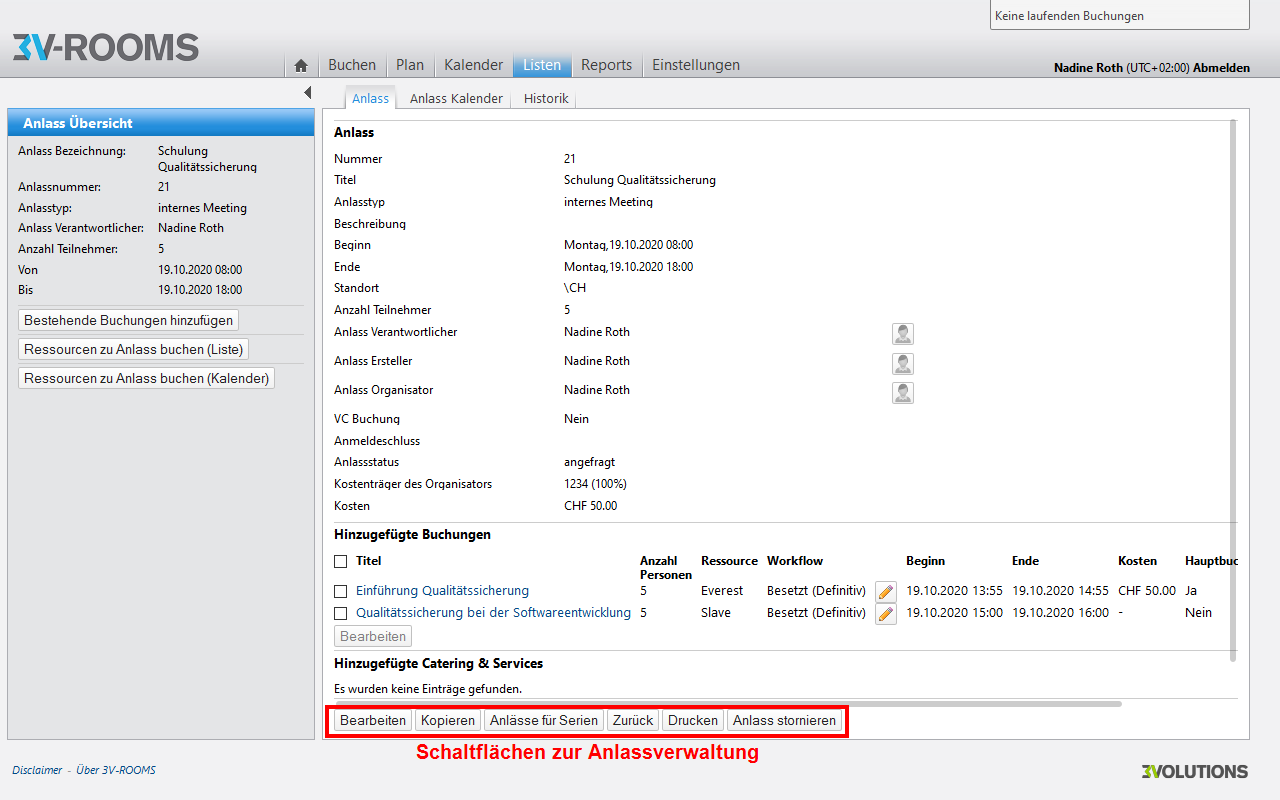 Keine laufenden Buchungen
3V-ROOMS
Buchen Plan Kalender Listen Reports Einstellungen
Nadine Roth (UTC+02:00) Abmelden
Anlass Anlass Kalender Historik
Anlass Übersicht
Anlass Bezeichnung: Schulung
Qualitätssicherung
Anlassnummer: 21
Anlasstyp: internes Meeting
Anlass Verantwortlicher: Nadine Roth
Anzahl Teilnehmer: 5
Von 19.10.2020 08:00
Bis 19.10.2020 18:00
Bestehende Buchungen hinzufügen
Ressourcen zu Anlass buchen (Liste)
Ressourcen zu Anlass buchen (Kalender)
Anlass
Nummer 21
Titel Schulung Qualitätssicherung
Anlasstyp internes Meeting
Beschreibung
Beginn Montag,19.10.2020 08:00
Ende Montag,19.10.2020 18:00
Standort \CH
Anzahl Teilnehmer 5
Anlass Verantwortlicher Nadine Roth
Anlass Ersteller Nadine Roth
Anlass Organisator Nadine Roth
VC Buchung Nein
Anmeldeschluss
Anlassstatus angefragt
Kostenträger des Organisators 1234 (100%)
Kosten CHF 50.00
Hinzugefügte Buchungen
Titel Anzahl Personen Ressource Workflow Beginn Ende Kosten Hauptbuc
Einführung Qualitätssicherung 5 Everest Besetzt (Definitiv) 19.10.2020 13:55 19.10.2020 14:55 CHF 50.00 Ja
Qualitätssicherung bei der Softwareentwicklung 5 Slave Besetzt (Definitiv) 19.10.2020 15:00 19.10.2020 16:00 - Nein
Bearbeiten
Hinzugefügte Catering & Services
Es wurden keine Einträge gefunden.
Bearbeiten Kopieren Anlässe für Serien Zurück Drucken Anlass stornieren
Schaltflächen zur Anlassverwaltung
Disclaimer - Über 3V-ROOMS
3VOLUTIONS